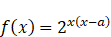 f(x) = 2^{x(x−a)}